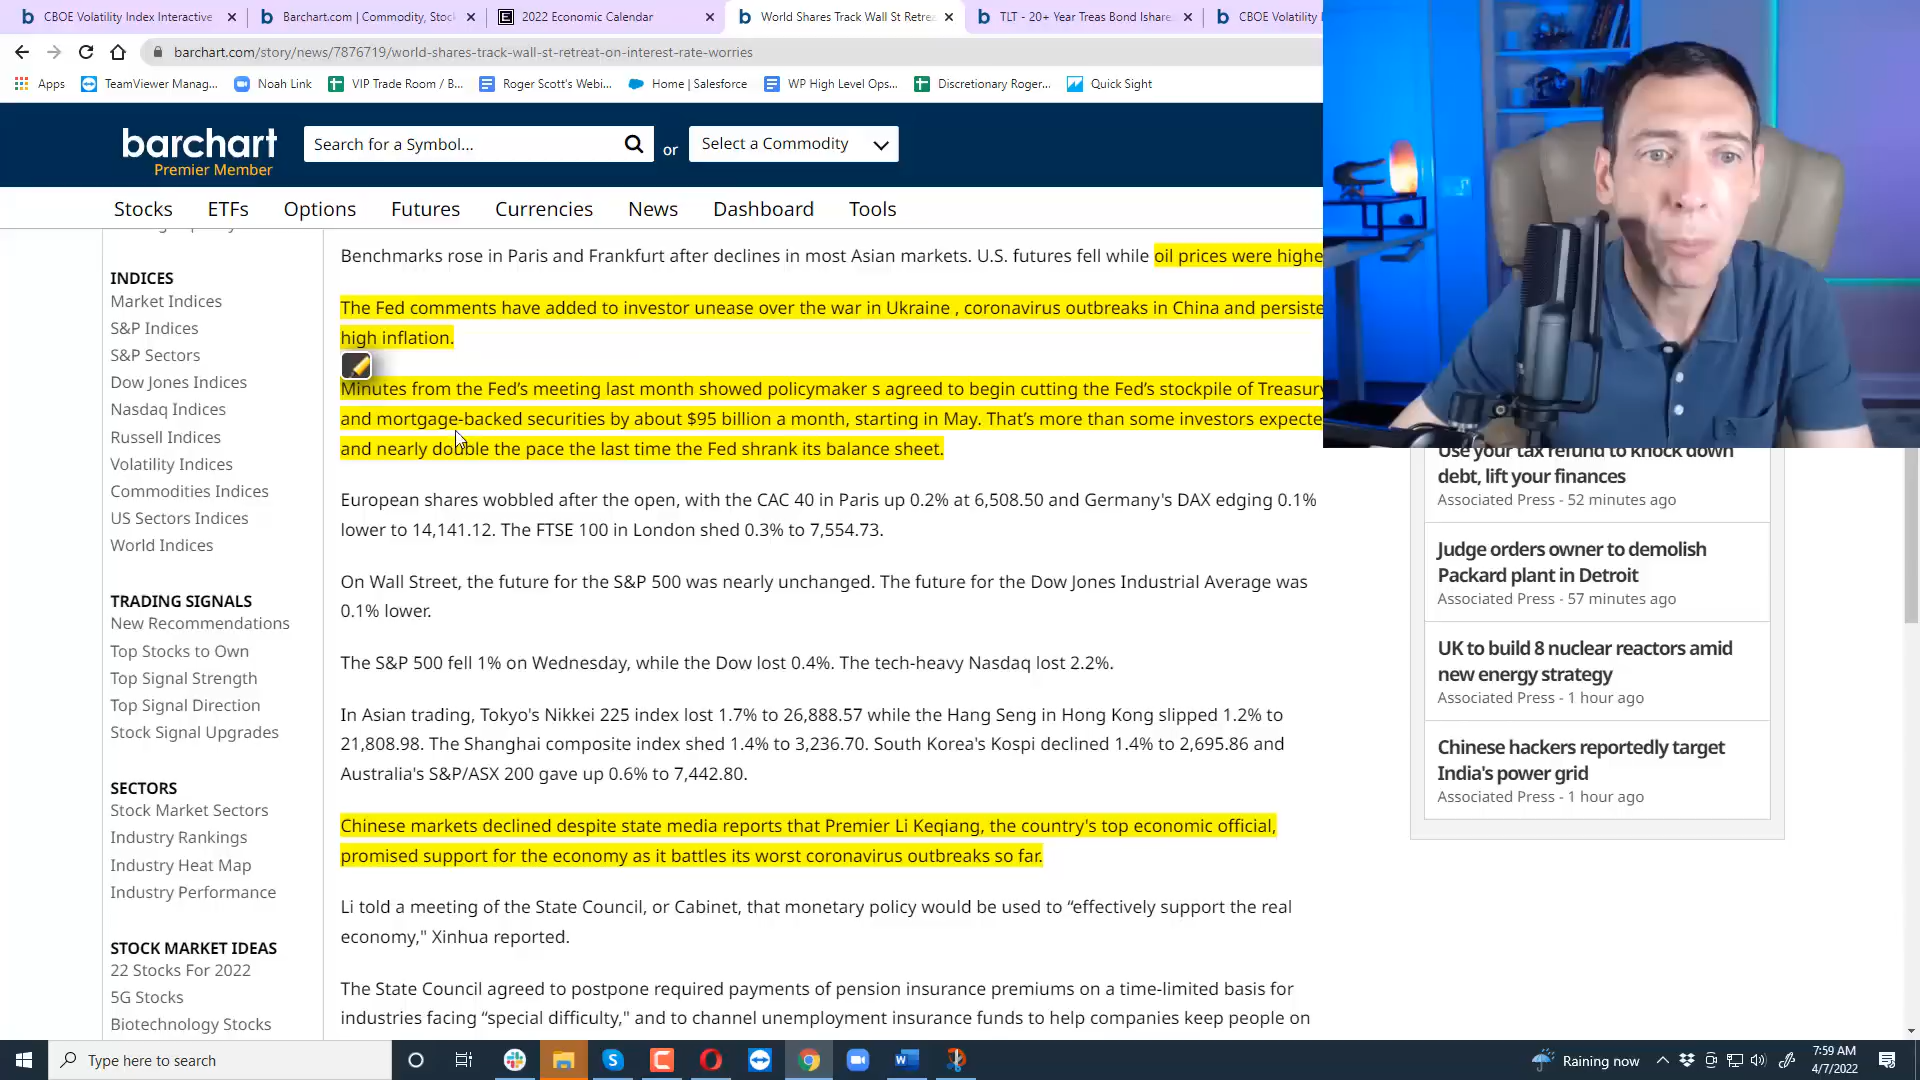 CBOE Volatility Index Interactive
Barchart.com | Commodity, Stoc
2022 Economic Calendar
World Shares Track Wall St Retrea
TLT - 20+ Year Treas Bond Ishare
CBOE Volatility I
barchart.com/story/news/7876719/world-shares-track-wall-st-retreat-on-interest-rate-worries
Apps
TeamViewer Manag...
Noah Link
VIP Trade Room / B...
Roger Scott's Webi...
Home | Salesforce
WP High Level Ops...
Discretionary Roger...
Quick Sight
barchart
Premier Member
Search for a Symbol...
or
Select a Commodity
Stocks
ETFs
Options
Futures
Currencies
News
Dashboard
Tools
INDICES
Market Indices
S&P Indices
S&P Sectors
Dow Jones Indices
Nasdaq Indices
Russell Indices
Volatility Indices
Commodities Indices
US Sectors Indices
World Indices
TRADING SIGNALS
New Recommendations
Top Stocks to Own
Top Signal Strength
Top Signal Direction
Stock Signal Upgrades
SECTORS
Stock Market Sectors
Industry Rankings
Industry Heat Map
Industry Performance
STOCK MARKET IDEAS
22 Stocks For 2022
5G Stocks
Biotechnology Stocks
Benchmarks rose in Paris and Frankfurt after declines in most Asian markets. U.S. futures fell while oil prices were highe
The Fed comments have added to investor unease over the war in Ukraine , coronavirus outbreaks in China and persiste
high inflation.
Minutes from the Fed's meeting last month showed policymaker s agreed to begin cutting the Fed's stockpile of Treasury
and mortgage-backed securities by about $95 billion a month, starting in May. That's more than some investors expecte
and nearly double the pace the last time the Fed shrank its balance sheet.
European shares wobbled after the open, with the CAC 40 in Paris up 0.2% at 6,508.50 and Germany's DAX edging 0.1%
lower to 14,141.12. The FTSE 100 in London shed 0.3% to 7,554.73.
On Wall Street, the future for the S&P 500 was nearly unchanged. The future for the Dow Jones Industrial Average was
0.1% lower.
The S&P 500 fell 1% on Wednesday, while the Dow lost 0.4%. The tech-heavy Nasdaq lost 2.2%.
In Asian trading, Tokyo's Nikkei 225 index lost 1.7% to 26,888.57 while the Hang Seng in Hong Kong slipped 1.2% to
21,808.98. The Shanghai composite index shed 1.4% to 3,236.70. South Korea's Kospi declined 1.4% to 2,695.86 and
Australia's S&P/ASX 200 gave up 0.6% to 7,442.80.
Chinese markets declined despite state media reports that Premier Li Keqiang, the country's top economic official,
promised support for the economy as it battles its worst coronavirus outbreaks so far.
Li told a meeting of the State Council, or Cabinet, that monetary policy would be used to “effectively support the real
economy," Xinhua reported.
The State Council agreed to postpone required payments of pension insurance premiums on a time-limited basis for
industries facing “special difficulty," and to channel unemployment insurance funds to help companies keep people on
Use your tax refund to knock down
debt, lift your finances
Associated Press - 52 minutes ago
Judge orders owner to demolish
Packard plant in Detroit
Associated Press - 57 minutes ago
UK to build 8 nuclear reactors amid
new energy strategy
Associated Press - 1 hour ago
Chinese hackers reportedly target
India's power grid
Associated Press - 1 hour ago
Type here to search
Raining now
7:59 AM
4/7/2022